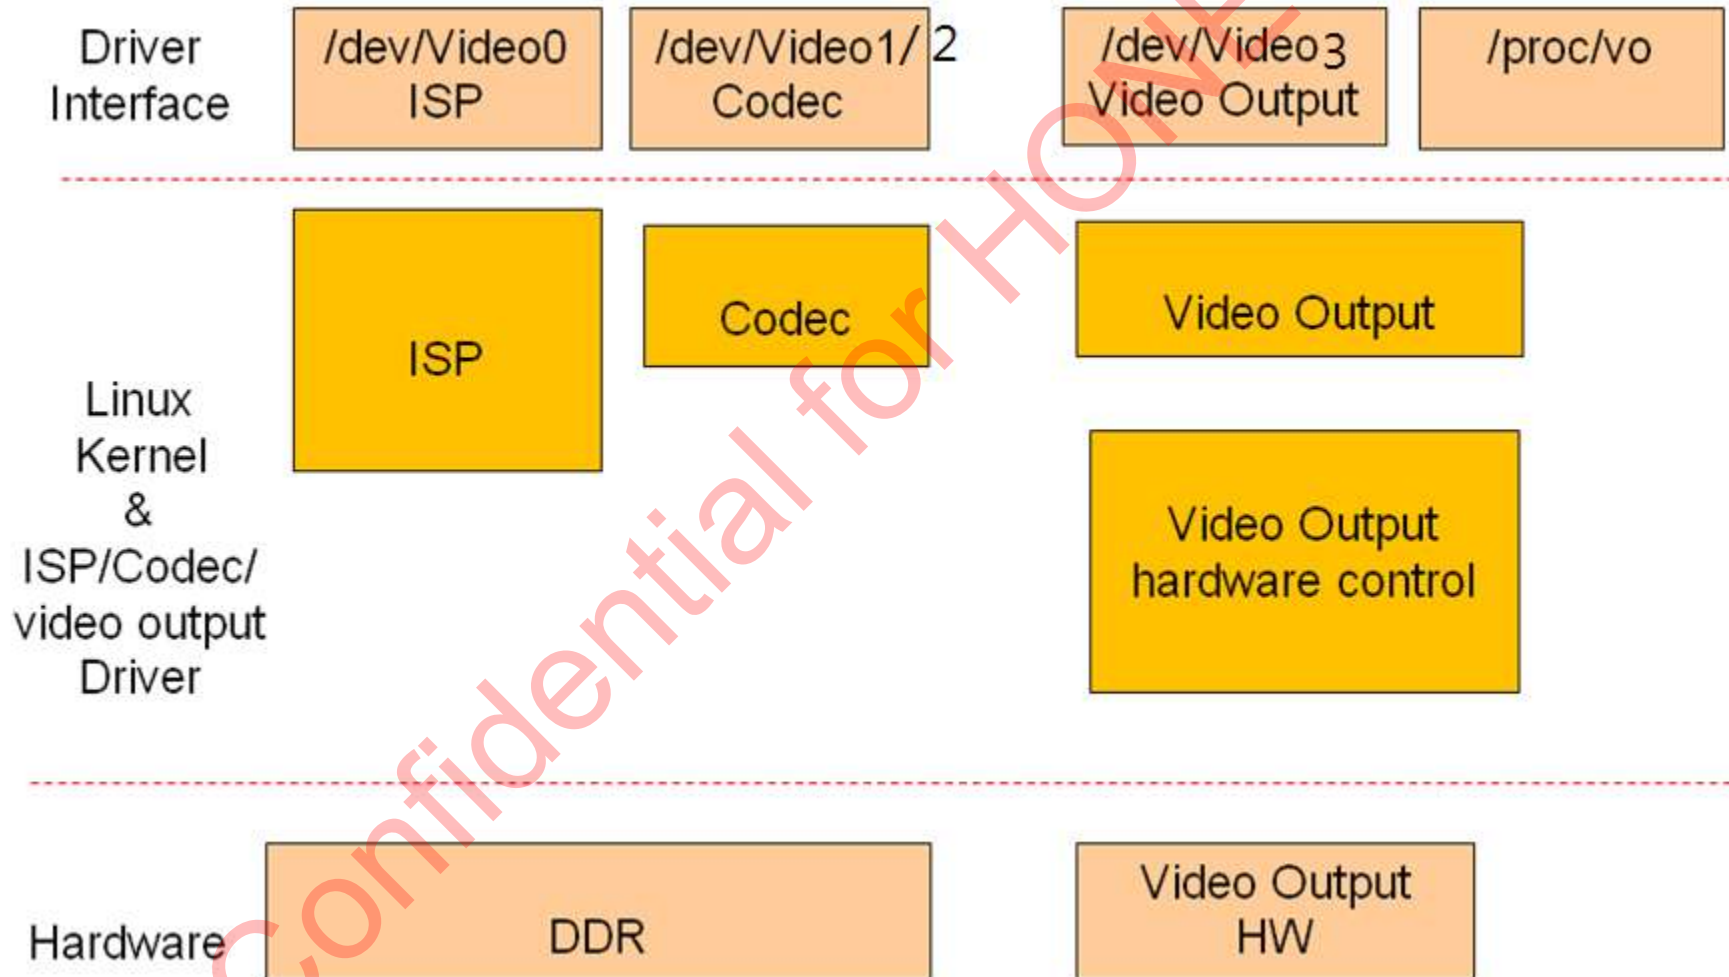 Driver
Interface
/dev/Video0
ISP
/dev/Video1/ 2
Codec
/dev/Video3
Video Output
/proc/vo
Linux
Kernel
&
ISP/Codec/
video output
Driver
ISP
Codec
Video Output
Video Output
hardware control
Hardware
DDR
Video Output
HW
Confidential for HONE